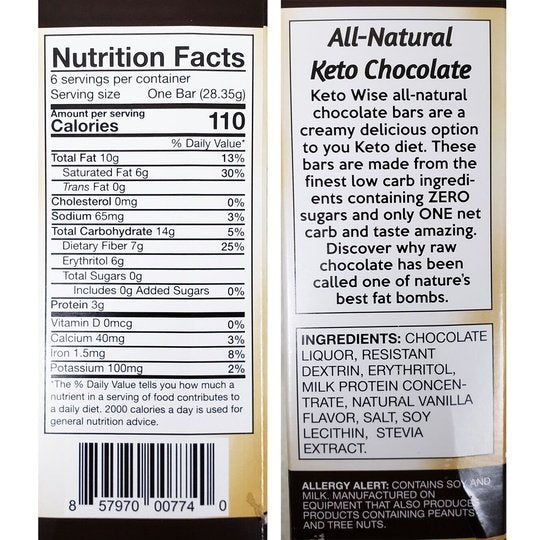 Nutrition Facts
6 servings per container
Serving size One Bar (28.35g)
Amount per serving
Calories 110
% Daily Value*
Total Fat 10g 13%
Saturated Fat 6g 30%
Trans Fat 0g
Cholesterol 0mg 0%
Sodium 65mg 3%
Total Carbohydrate 14g 5%
Dietary Fiber 7g 25%
Erythritol 6g
Total Sugars 0g
Includes 0g Added Sugars 0%
Protein 3g
Vitamin D 0mcg 0%
Calcium 40mg 3%
Iron 1.5mg 8%
Potassium 100mg 2%
*The % Daily Value tells you how much a
nutrient in a serving of food contributes to
a daily diet. 2000 calories a day is used for
general nutrition advice.
8 57970 00774 0
All-Natural
Keto Chocolate
Keto Wise all-natural
chocolate bars are a
creamy delicious option
to you Keto diet. These
bars are made from the
finest low carb ingredi-
ents containing ZERO
sugars and only ONE net
carb and taste amazing.
Discover why raw
chocolate has been
called one of nature's
best fat bombs.
INGREDIENTS: CHOCOLATE
LIQUOR, RESISTANT
DEXTRIN, ERYTHRITOL,
MILK PROTEIN CONCEN-
TRATE, NATURAL VANILLA
FLAVOR, SALT, SOY
LECITHIN, STEVIA
EXTRACT.
ALLERGY ALERT: CONTAINS SOY AND
MILK. MANUFACTURED ON
EQUIPMENT THAT ALSO PRODUCES
PRODUCTS CONTAINING PEANUTS
AND TREE NUTS.